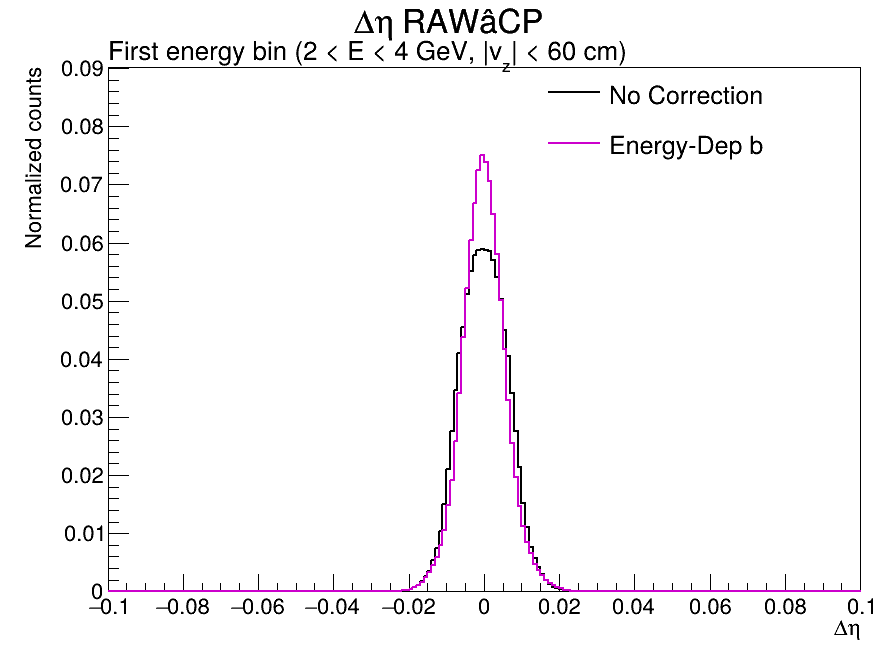 Δη RAWâCP
First energy bin (2 < E < 4 GeV, |v_z| < 60 cm)
Normalized counts
0.09
0.08
0.07
0.06
0.05
0.04
0.03
0.02
0.01
0
No Correction
Energy-Dep b
−0.1 −0.08 −0.06 −0.04 −0.02 0 0.02 0.04 0.06 0.08 0.1
Δη